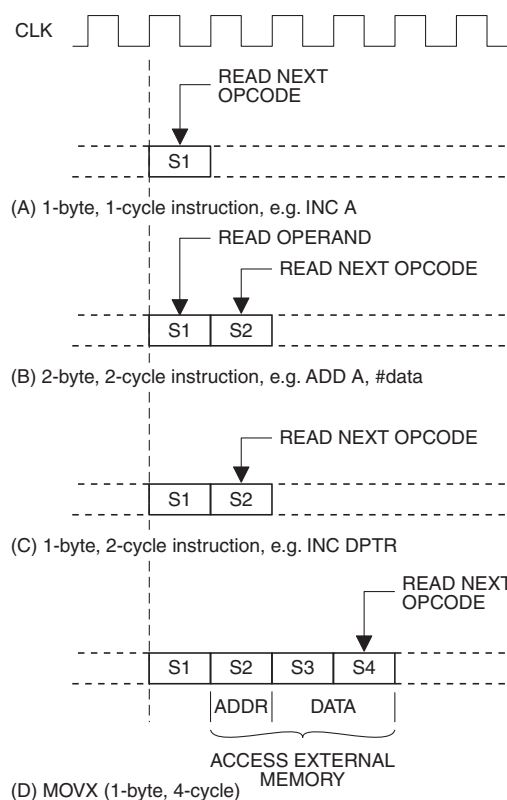 CLK
READ NEXT
OPCODE
S1
(A) 1-byte, 1-cycle instruction, e.g. INC A
READ OPERAND
READ NEXT OPCODE
S1 S2
(B) 2-byte, 2-cycle instruction, e.g. ADD A, #data
READ NEXT OPCODE
S1 S2
(C) 1-byte, 2-cycle instruction, e.g. INC DPTR
READ NEXT
OPCODE
S1 S2 S3 S4
ADDR DATA
ACCESS EXTERNAL
MEMORY
(D) MOVX (1-byte, 4-cycle)